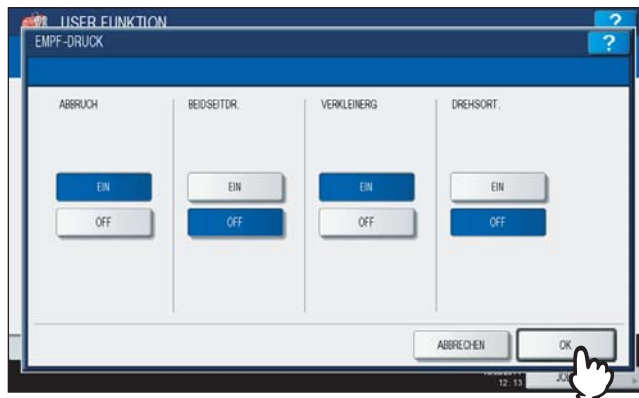 USER FUNKTION ?
EMPF-DRUCK ?
ABBRUCH BEIDSEITDR. VERKLEINERG DREHSORT.
EIN EIN EIN EIN
OFF OFF OFF OFF
ABBRECHEN OK
12:13